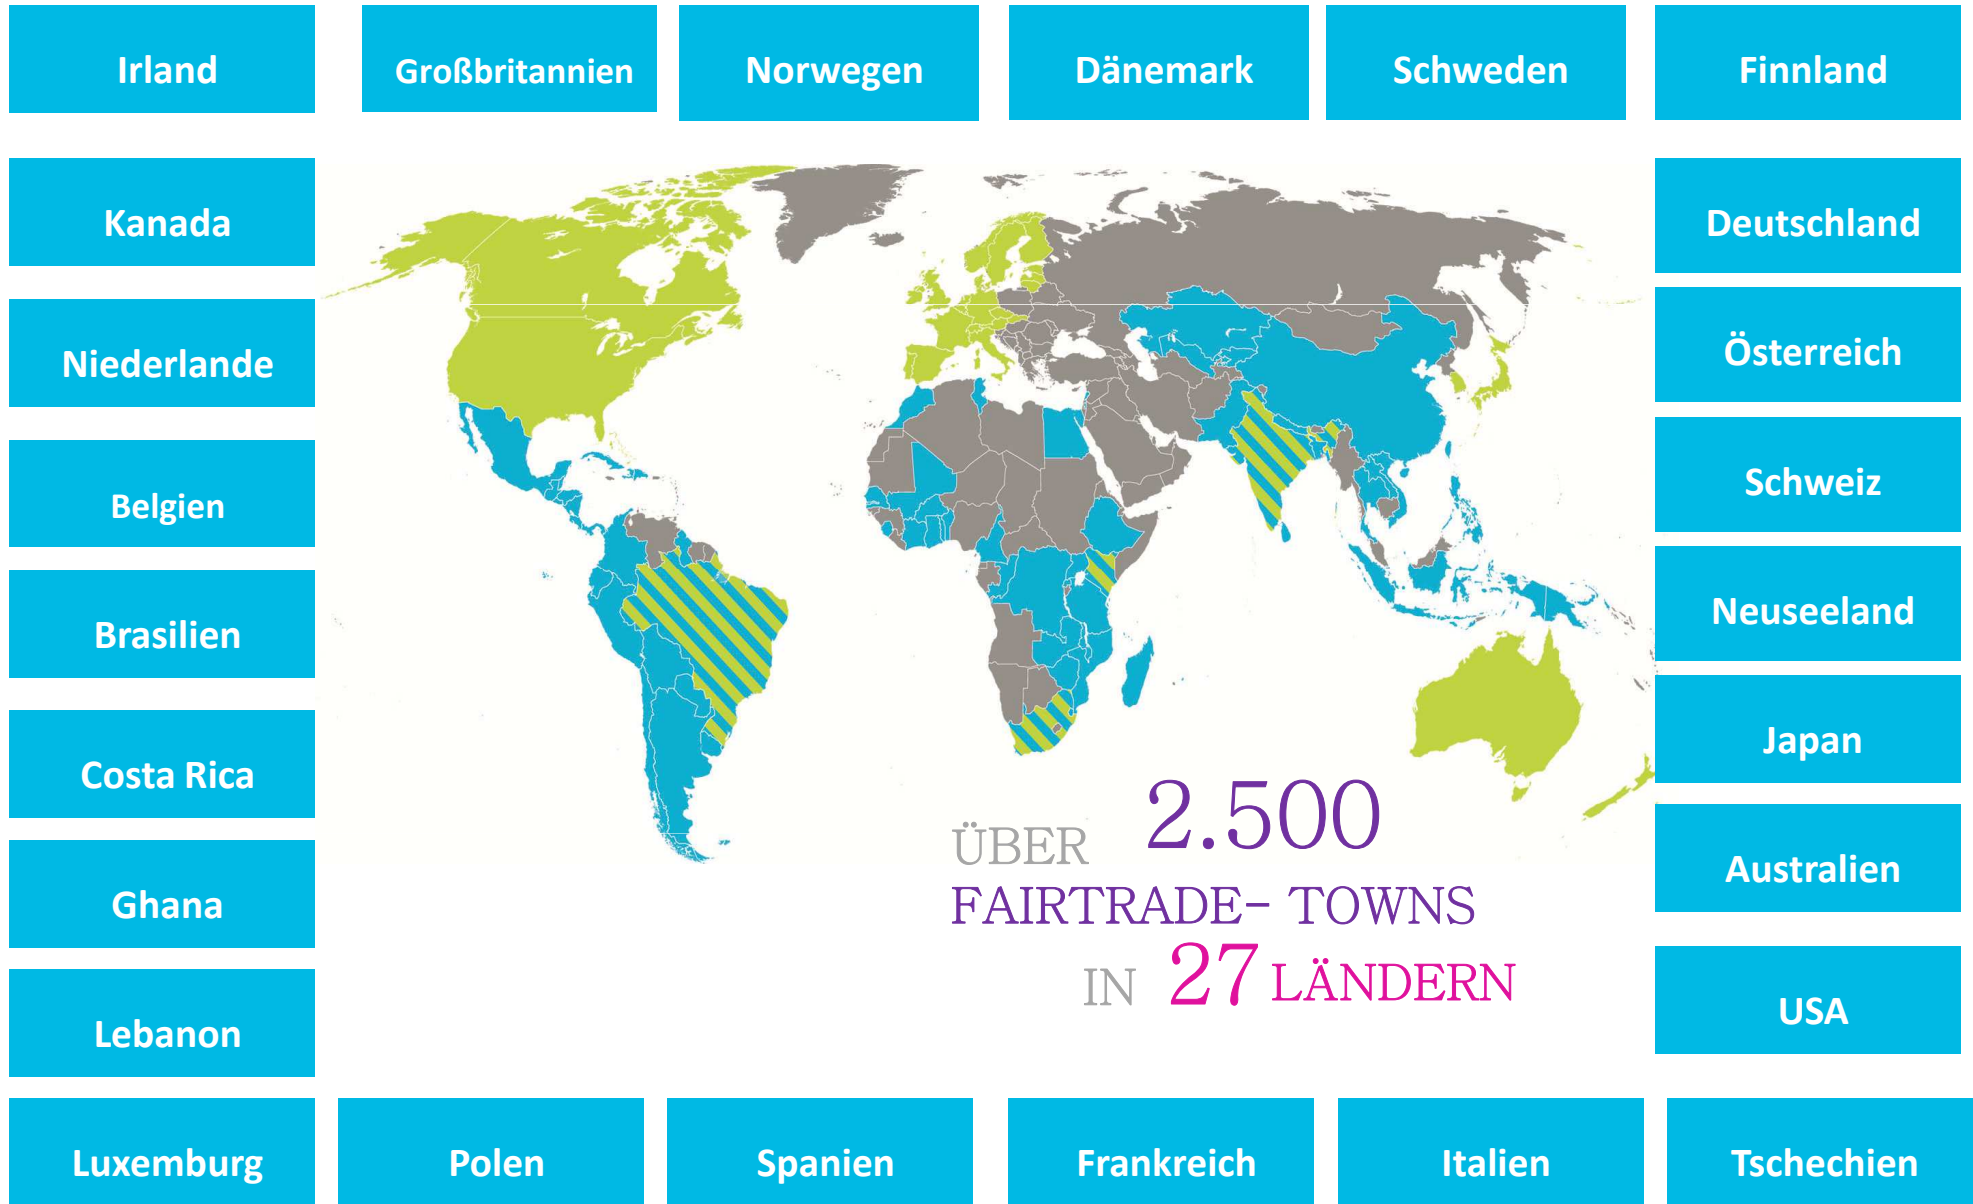 Irland
Großbritannien
Norwegen
Dänemark
Schweden
Finnland
Kanada
Deutschland
Niederlande
Österreich
Belgien
Schweiz
Brasilien
Neuseeland
Costa Rica
Japan
Ghana
Australien
Lebanon
USA
ÜBER 2.500
FAIRTRADE- TOWNS
IN 27 LÄNDERN
Luxemburg
Polen
Spanien
Frankreich
Italien
Tschechien